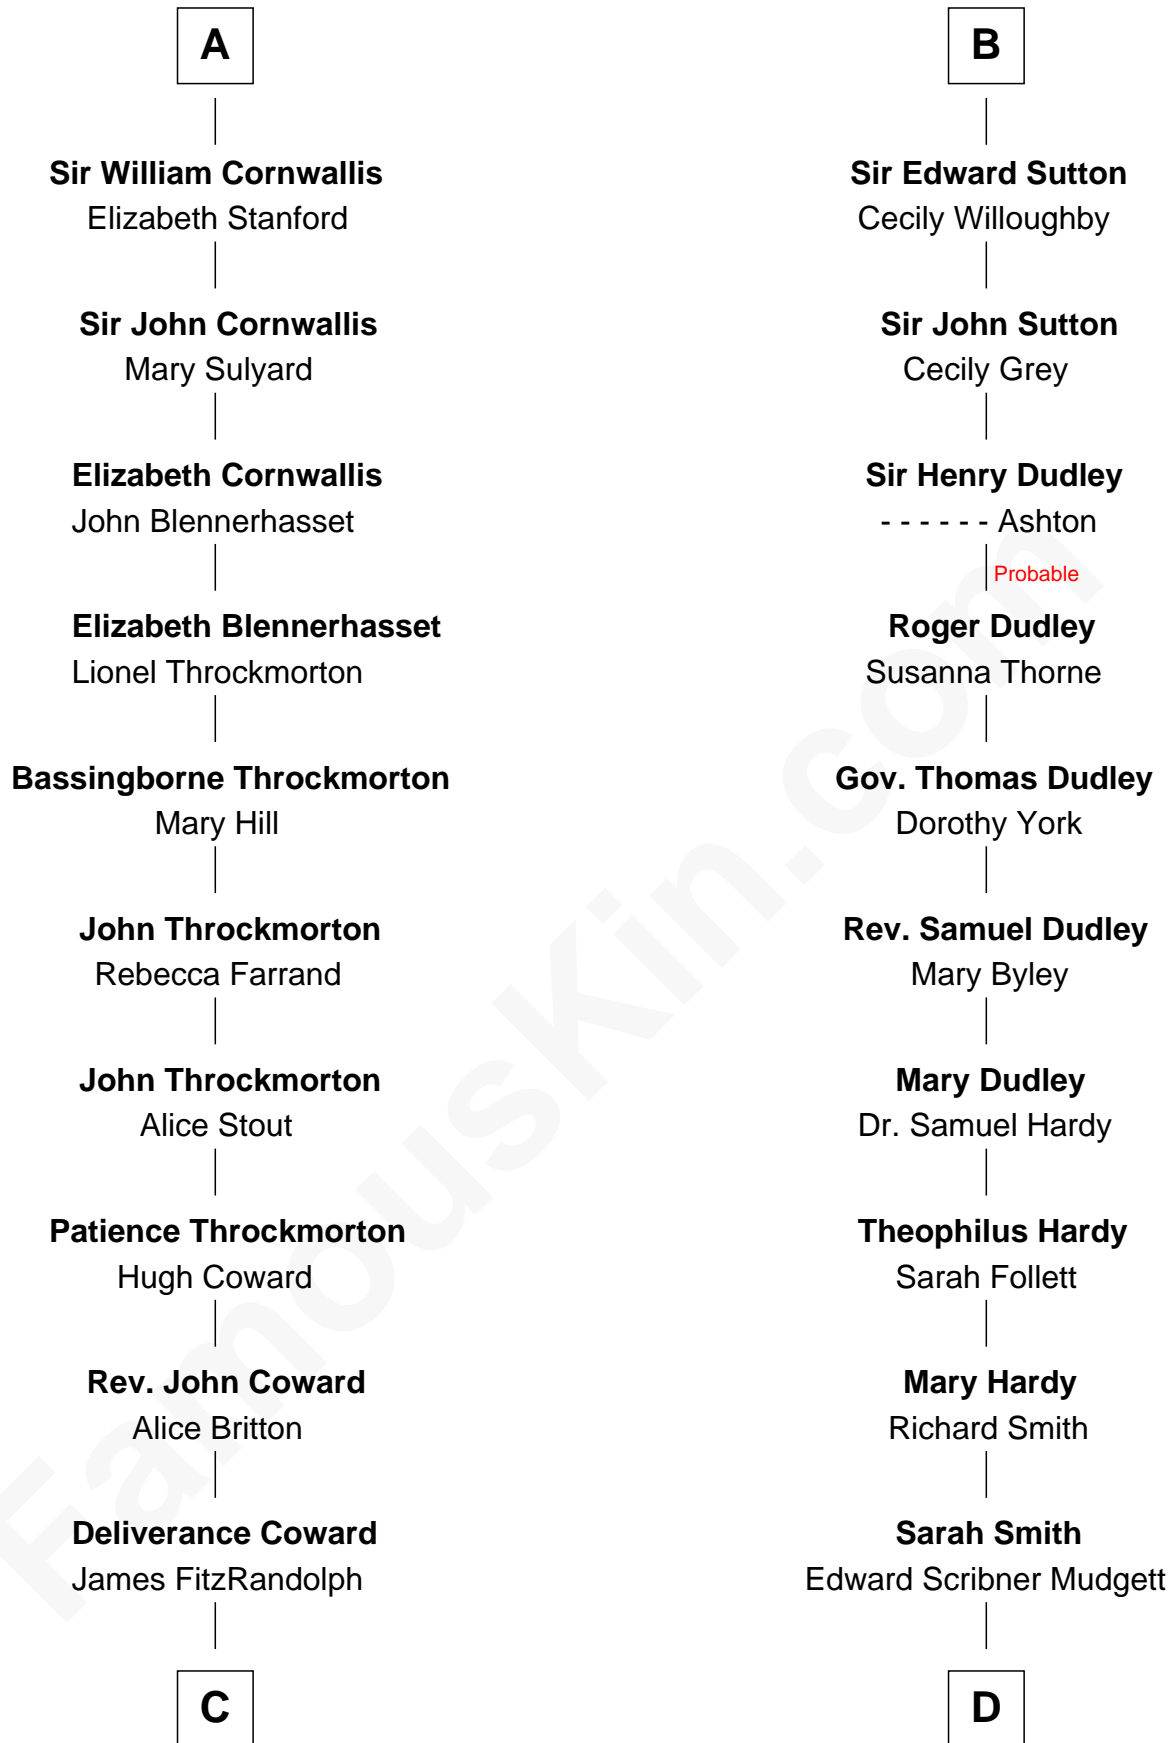 A
Sir William Cornwallis
Elizabeth Stanford
Sir John Cornwallis
Mary Sulyard
Elizabeth Cornwallis
John Blennerhasset
Elizabeth Blennerhasset
Lionel Throckmorton
Bassingborne Throckmorton
Mary Hill
John Throckmorton
Rebecca Farrand
John Throckmorton
Alice Stout
Patience Throckmorton
Hugh Coward
Rev. John Coward
Alice Britton
Deliverance Coward
James FitzRandolph
C
B
Sir Edward Sutton
Cecily Willoughby
Sir John Sutton
Cecily Grey
Sir Henry Dudley
- - - - - - Ashton
Probable
Roger Dudley
Susanna Thorne
Gov. Thomas Dudley
Dorothy York
Rev. Samuel Dudley
Mary Byley
Mary Dudley
Dr. Samuel Hardy
Theophilus Hardy
Sarah Follett
Mary Hardy
Richard Smith
Sarah Smith
Edward Scribner Mudgett
D
FamousKin.com